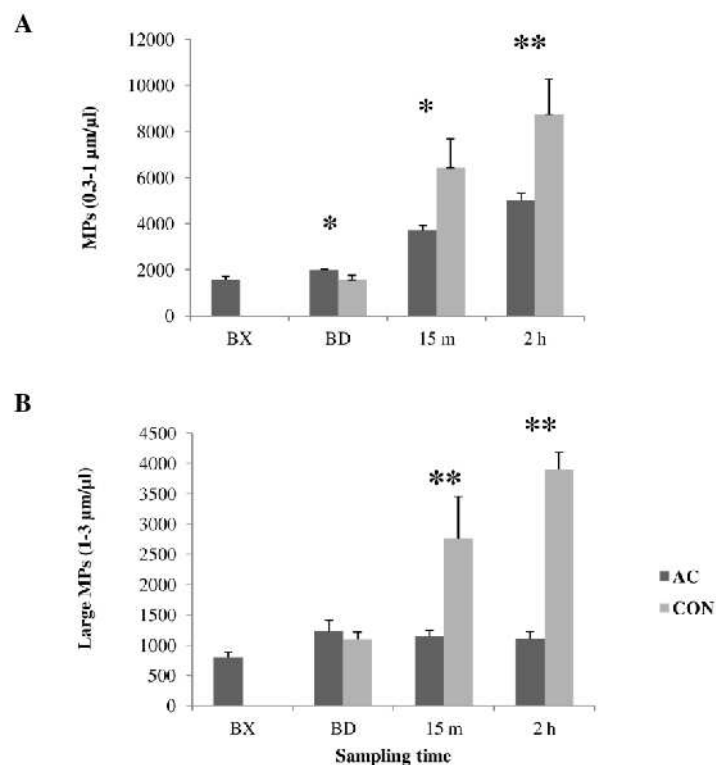 A
MPs (0.3-1 µm/µl)
12000
10000
8000
6000
4000
2000
0
*
*
**
BX
BD
15 m
2 h
B
Large MPs (1-3 µm/µl)
4500
4000
3500
3000
2500
2000
1500
1000
500
0
**
**
BX
BD
15 m
2 h
Sampling time
AC
CON